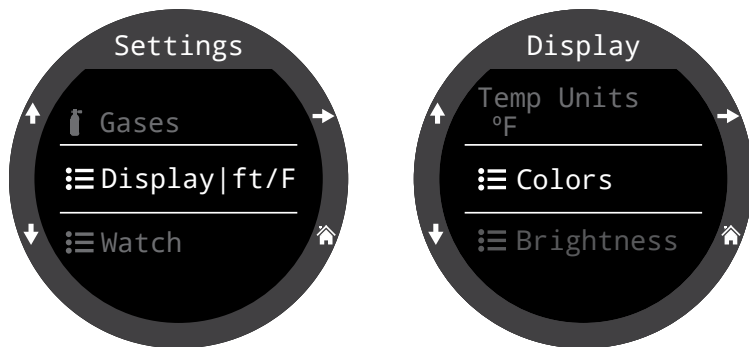 Settings
Gases
Display|ft/F
Watch
Display
Temp Units
ºF
Colors
Brightness